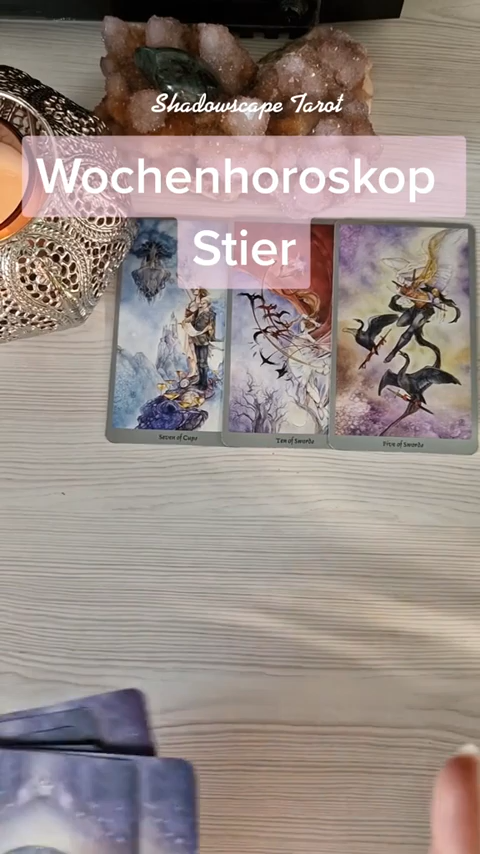 Shadowscape Tarot
Wochenhoroskop
Stier
Seven of Cups
Ten of Swords
Five of Swords